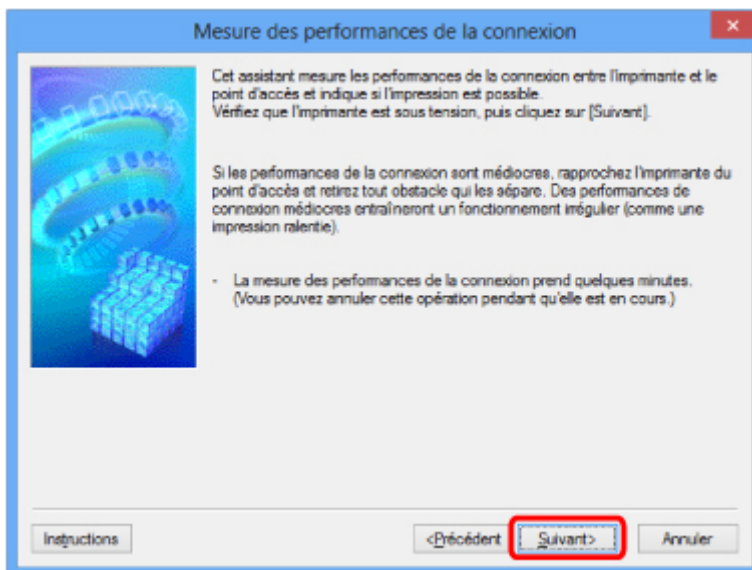 Mesure des performances de la connexion
Cet assistant mesure les performances de la connexion entre l'imprimante et le
point d'accès et indique si l'impression est possible.
Vérifiez que l'imprimante est sous tension, puis cliquez sur [Suivant].
Si les performances de la connexion sont médiocres, rapprochez l'imprimante du
point d'accès et retirez tout obstacle qui les sépare. Des performances de
connexion médiocres entraîneront un fonctionnement irrégulier (comme une
impression ralentie).
- La mesure des performances de la connexion prend quelques minutes.
(Vous pouvez annuler cette opération pendant qu'elle est en cours.)
Instructions
<Précédent
Suivant>
Annuler